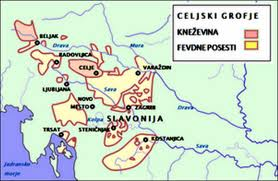 CELJSKI GROFJE
KNEŽEVINA
FEVDNE POSESTI
BELJAK
Drava
Mura
RADOVLJICA
CELJE
VARAŽDIN
Drava
Sava
LJUBLJANA
NOVO
MESTO
ZAGREB
Kolpa
SLAVONIJA
TRSAT
STENIČNJAK
Sava
KOSTANJICA
Jadransko
morje